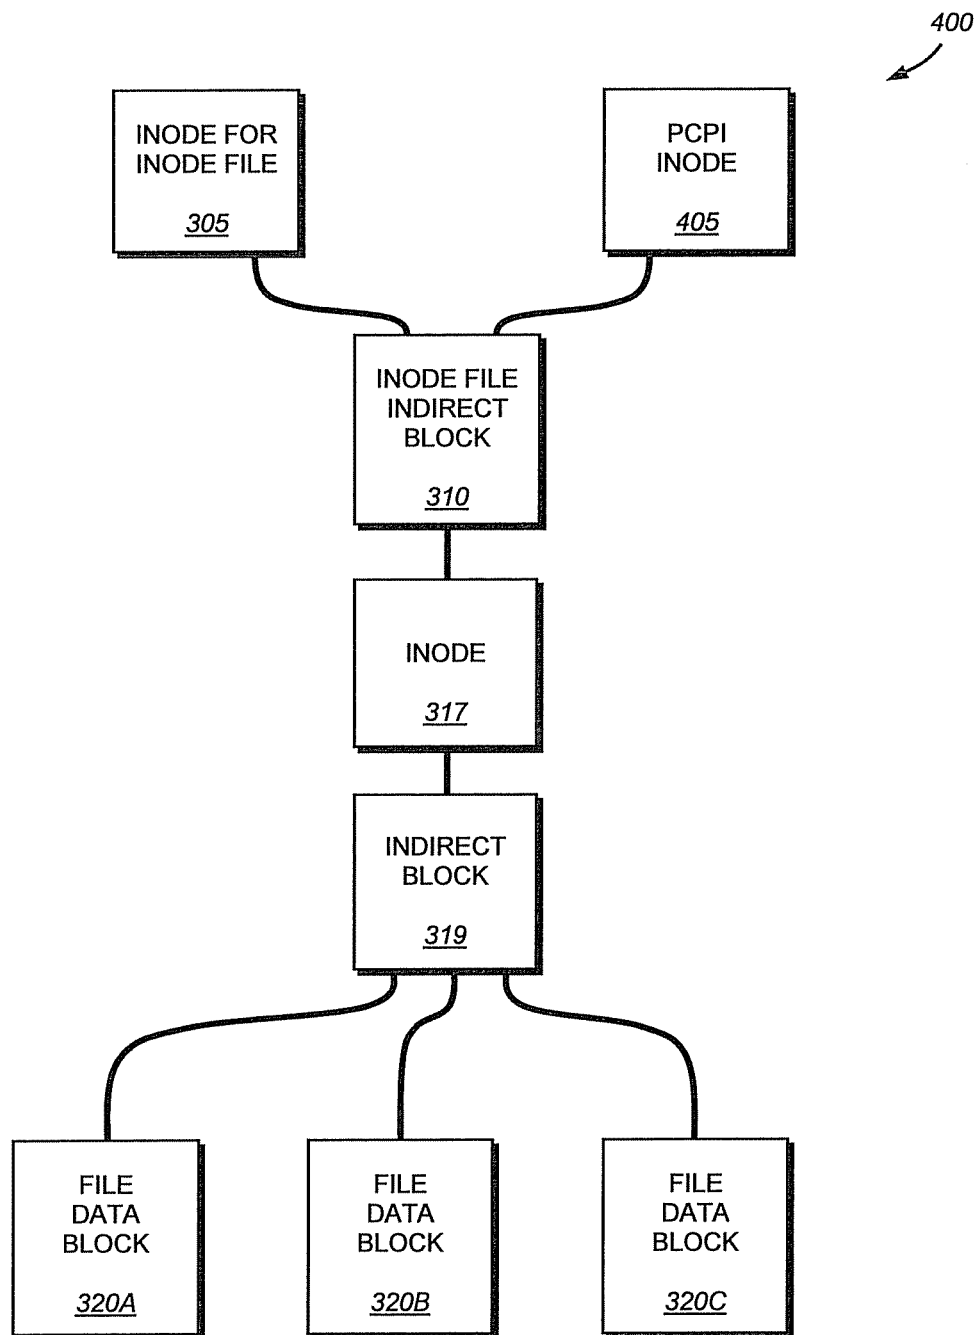 400
INODE FOR
INODE FILE
305
PCPI
INODE
405
INODE FILE
INDIRECT
BLOCK
310
INODE
317
INDIRECT
BLOCK
319
FILE
DATA
BLOCK
320A
FILE
DATA
BLOCK
320B
FILE
DATA
BLOCK
320C